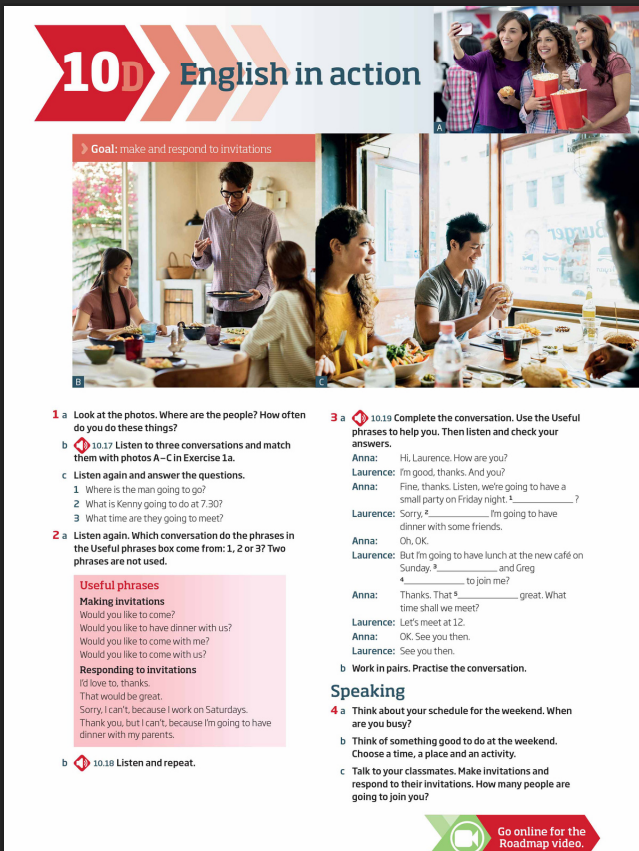 10D
English in action
A
Goal: make and respond to invitations
B
C
1 a Look at the photos. Where are the people? How often
do you do these things?
b 10.17 Listen to three conversations and match
them with photos A–C in Exercise 1a.
c Listen again and answer the questions.
1 Where is the man going to go?
2 What is Kenny going to do at 7.30?
3 What time are they going to meet?
2 a Listen again. Which conversation do the phrases in
the Useful phrases box come from: 1, 2 or 3? Two
phrases are not used.
Useful phrases
Making invitations
Would you like to come?
Would you like to have dinner with us?
Would you like to come with me?
Would you like to come with us?
Responding to invitations
I'd love to, thanks.
That would be great.
Sorry, I can't, because I work on Saturdays.
Thank you, but I can't, because I'm going to have
dinner with my parents.
b 10.18 Listen and repeat.
3 a 10.19 Complete the conversation. Use the Useful
phrases to help you. Then listen and check your
answers.
Anna: Hi, Laurence. How are you?
Laurence: I'm good, thanks. And you?
Anna: Fine, thanks. Listen, we're going to have a
small party on Friday night. 1____________ ?
Laurence: Sorry, 2____________ I'm going to have
dinner with some friends.
Anna: Oh, OK.
Laurence: But I'm going to have lunch at the new café on
Sunday. 3____________ and Greg
4____________ to join me?
Anna: Thanks. That 5____________ great. What
time shall we meet?
Laurence: Let's meet at 12.
Anna: OK. See you then.
Laurence: See you then.
b Work in pairs. Practise the conversation.
Speaking
4 a Think about your schedule for the weekend. When
are you busy?
b Think of something good to do at the weekend.
Choose a time, a place and an activity.
c Talk to your classmates. Make invitations and
respond to their invitations. How many people are
going to join you?
Go online for the
Roadmap video.